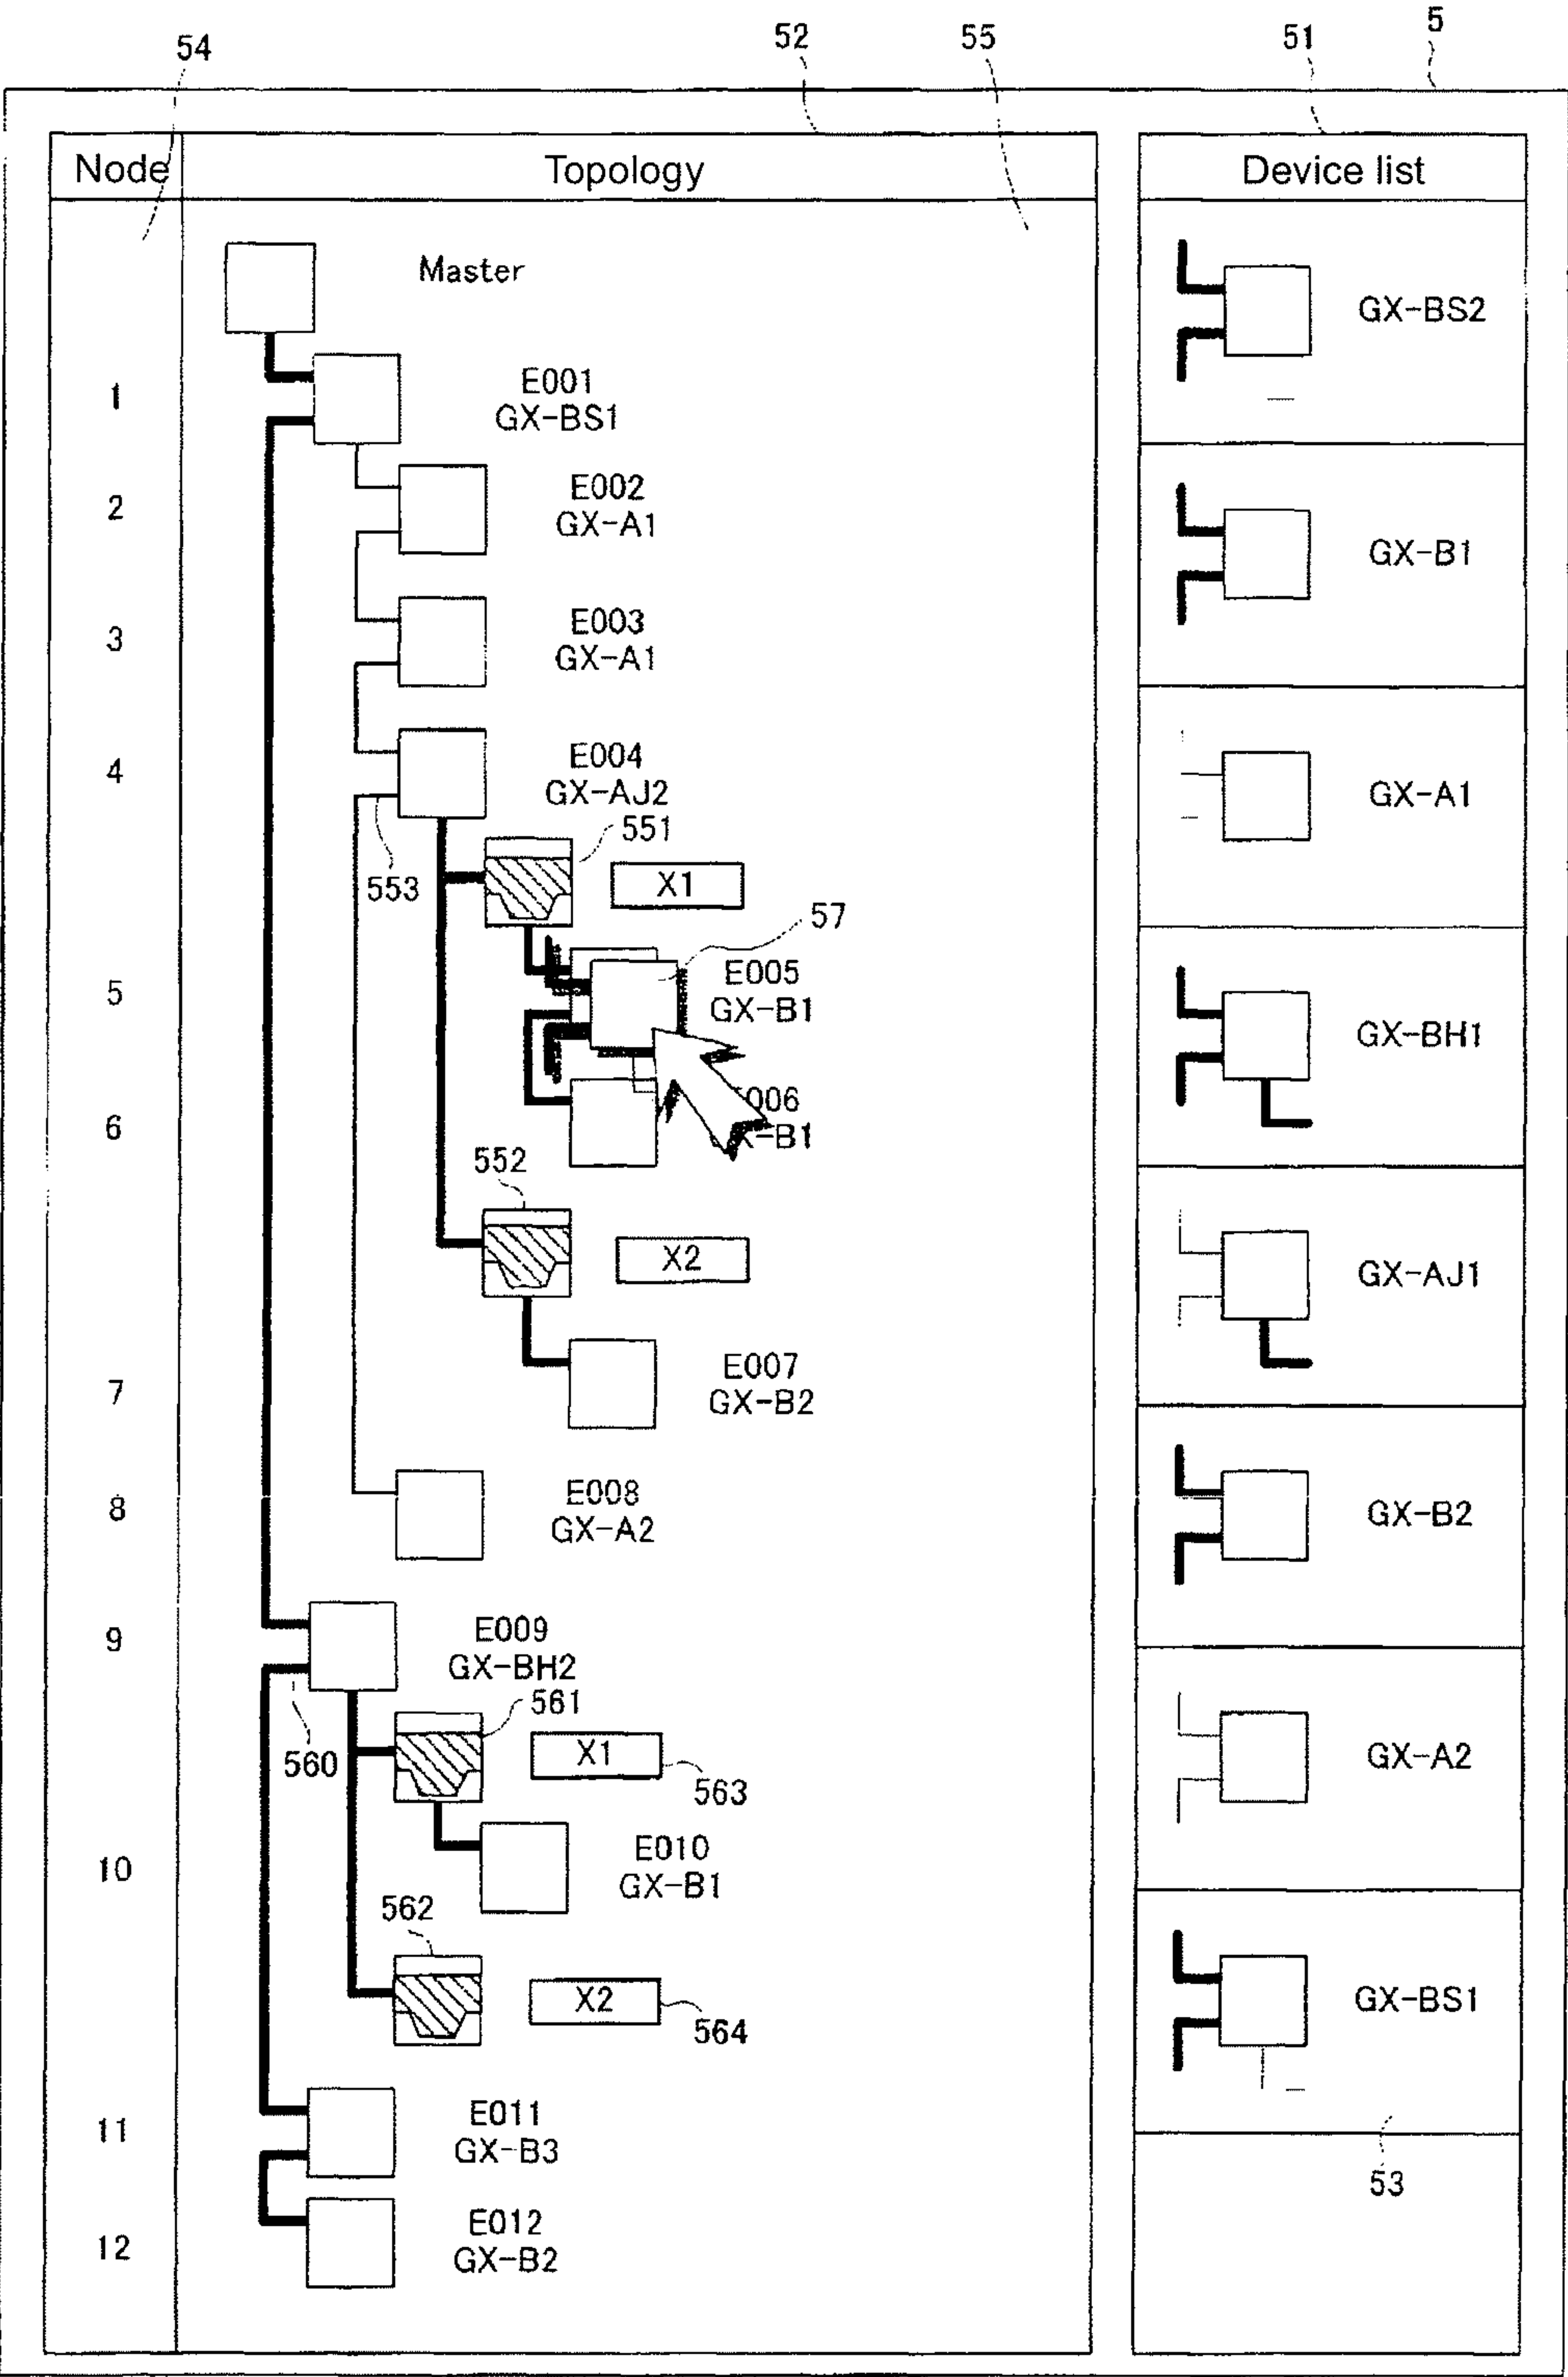 54
52
55
51
5
Node
Topology
Device list
Master
1
E001
GX-BS1
2
E002
GX-A1
3
E003
GX-A1
4
E004
GX-AJ2
551
553
X1
57
5
E005
GX-B1
6
006
X-B1
552
X2
7
E007
GX-B2
8
E008
GX-A2
9
E009
GX-BH2
561
560
X1
563
10
E010
GX-B1
562
X2
564
11
E011
GX-B3
12
E012
GX-B2
GX-BS2
GX-B1
GX-A1
GX-BH1
GX-AJ1
GX-B2
GX-A2
GX-BS1
53